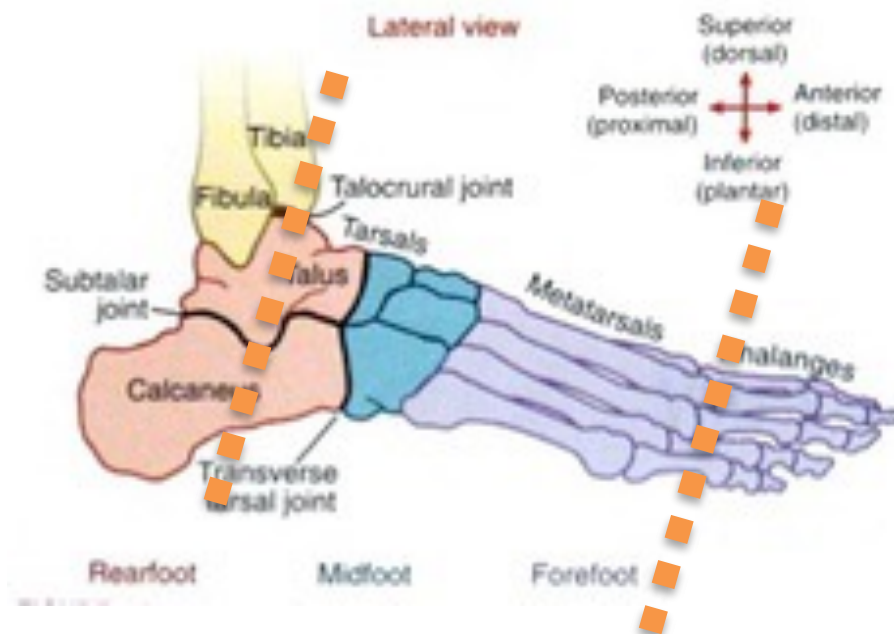 Lateral view
Superior
(dorsal)
Posterior
(proximal)
Anterior
(distal)
Inferior
(plantar)
Tibia
Fibula
Talocrural joint
Tarsals
Subtalar
joint
Talus
Metatarsals
halanges
Calcaneus
Transverse
tarsal joint
Rearfoot
Midfoot
Forefoot